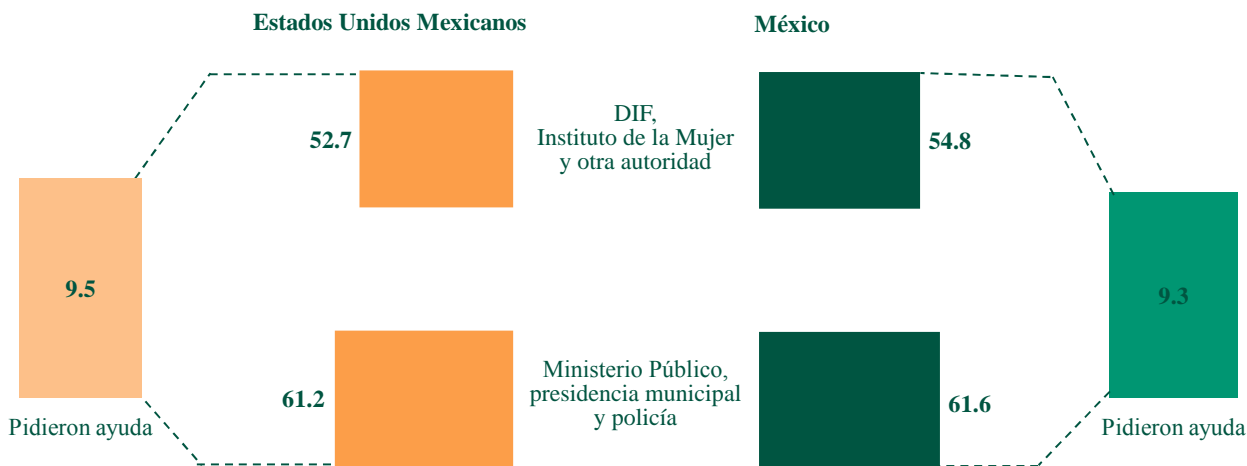 Estados Unidos Mexicanos
México
52.7
DIF,
Instituto de la Mujer
y otra autoridad
54.8
9.5
Pidieron ayuda
9.3
Pidieron ayuda
61.2
Ministerio Público,
presidencia municipal
y policía
61.6